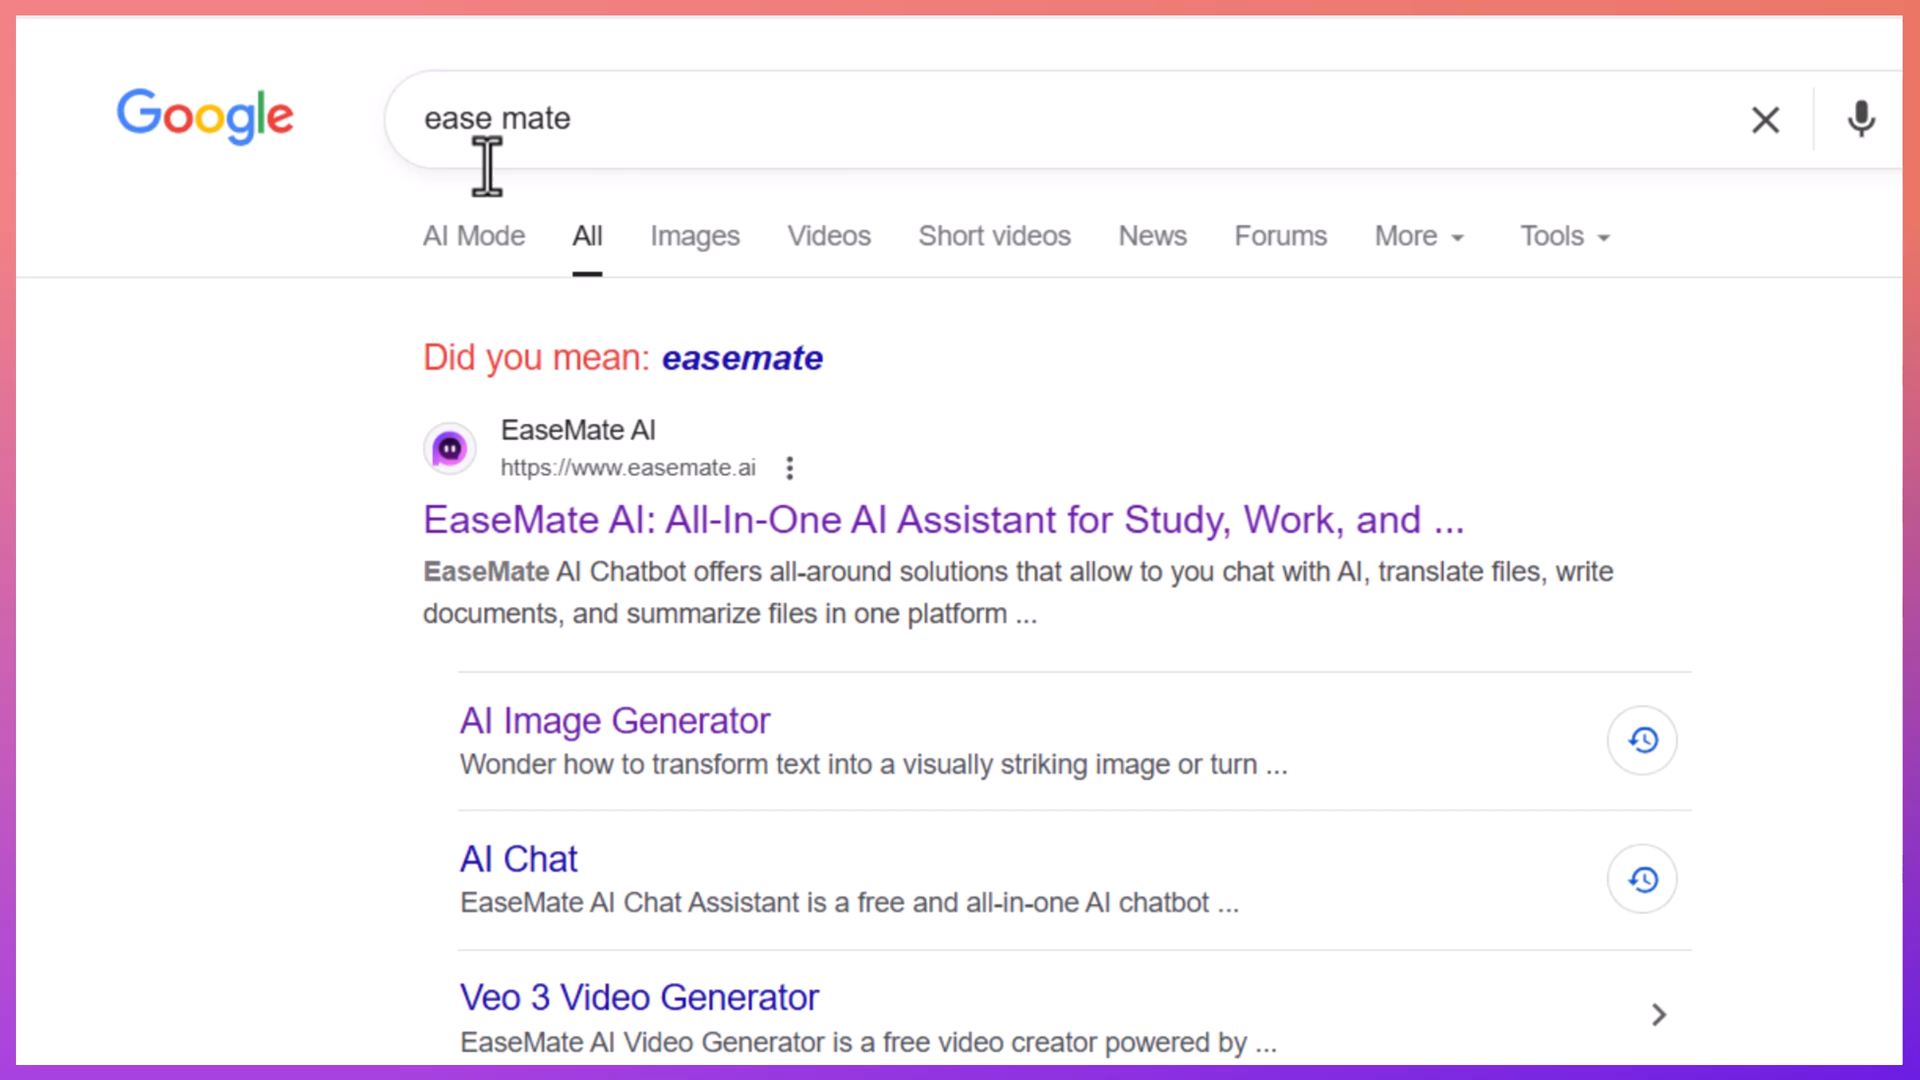 Google
ease mate
AI Mode All Images Videos Short videos News Forums More Tools
Did you mean: easemate
EaseMate AI
https://www.easemate.ai
EaseMate AI: All-In-One AI Assistant for Study, Work, and ...
EaseMate AI Chatbot offers all-around solutions that allow to you chat with AI, translate files, write
documents, and summarize files in one platform ...
AI Image Generator
Wonder how to transform text into a visually striking image or turn ...
AI Chat
EaseMate AI Chat Assistant is a free and all-in-one AI chatbot ...
Veo 3 Video Generator
EaseMate AI Video Generator is a free video creator powered by ...